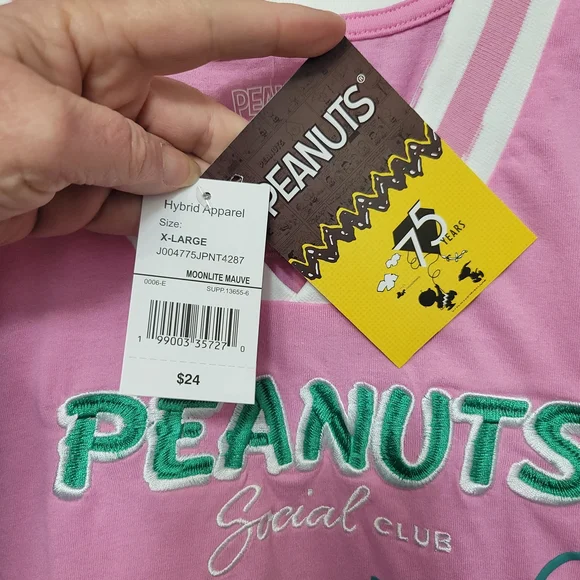 PEANUTS
75
YEARS
Hybrid Apparel
Size:
X-LARGE
J004775JPNT4287
MOONLITE MAUVE
0006-E SUPP.13655-6
1 99003 35727 0
$24
PEANUTS
Social CLUB